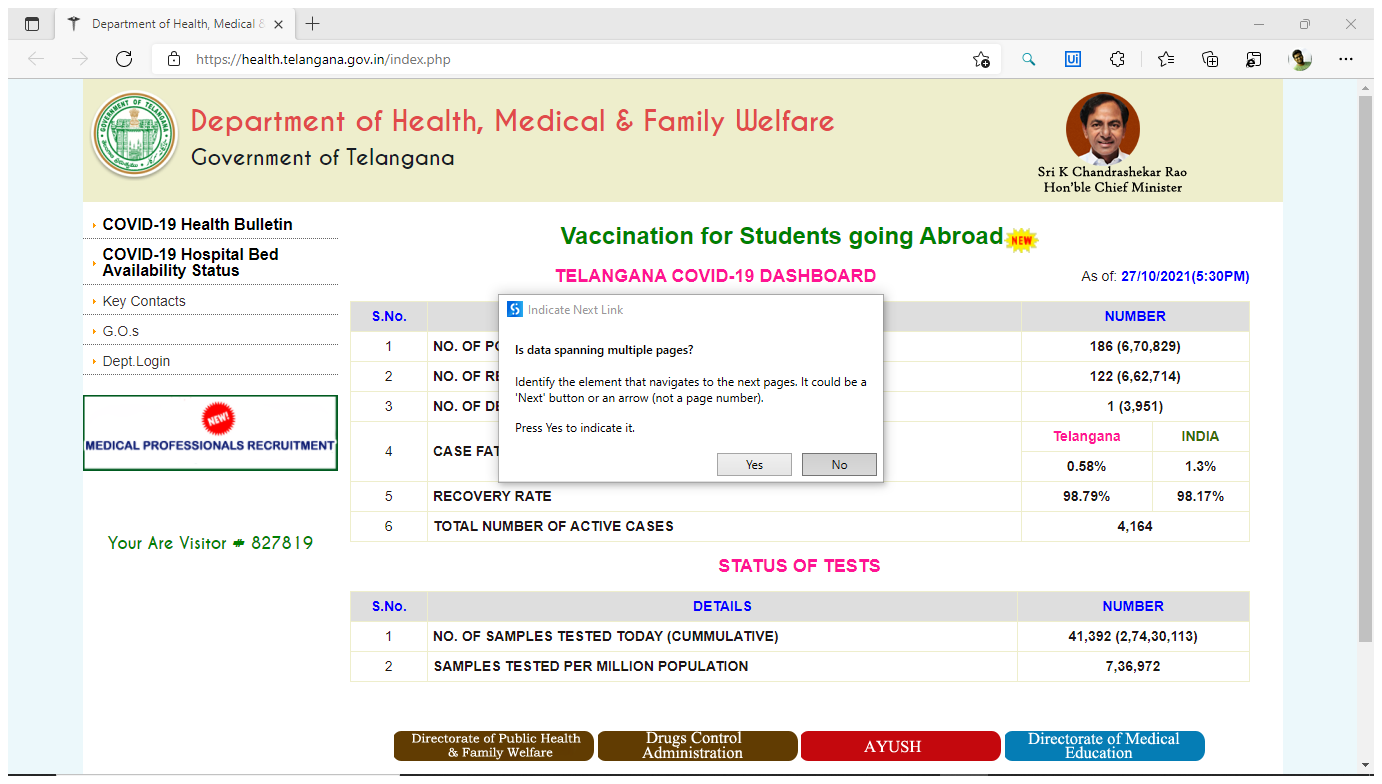 Department of Health, Medical &
https://health.telangana.gov.in/index.php
Ui
GOVERNMENT OF TELANGANA
Department of Health, Medical & Family Welfare
Government of Telangana
Sri K Chandrashekar Rao
Hon'ble Chief Minister
COVID-19 Health Bulletin
COVID-19 Hospital Bed
Availability Status
Key Contacts
G.O.s
Dept.Login
NEW!
MEDICAL PROFESSIONALS RECRUITMENT
Your Are Visitor # 827819
Vaccination for Students going Abroad NEW
TELANGANA COVID-19 DASHBOARD
As of: 27/10/2021(5:30PM)
S.No. NUMBER
1 NO. OF PO 186 (6,70,829)
2 NO. OF RE 122 (6,62,714)
3 NO. OF DE 1 (3,951)
4 CASE FAT Telangana INDIA
0.58% 1.3%
5 RECOVERY RATE 98.79% 98.17%
6 TOTAL NUMBER OF ACTIVE CASES 4,164
Indicate Next Link
Is data spanning multiple pages?
Identify the element that navigates to the next pages. It could be a
'Next' button or an arrow (not a page number).
Press Yes to indicate it.
Yes No
STATUS OF TESTS
S.No. DETAILS NUMBER
1 NO. OF SAMPLES TESTED TODAY (CUMMULATIVE) 41,392 (2,74,30,113)
2 SAMPLES TESTED PER MILLION POPULATION 7,36,972
Directorate of Public Health
& Family Welfare
Drugs Control
Administration
AYUSH
Directorate of Medical
Education